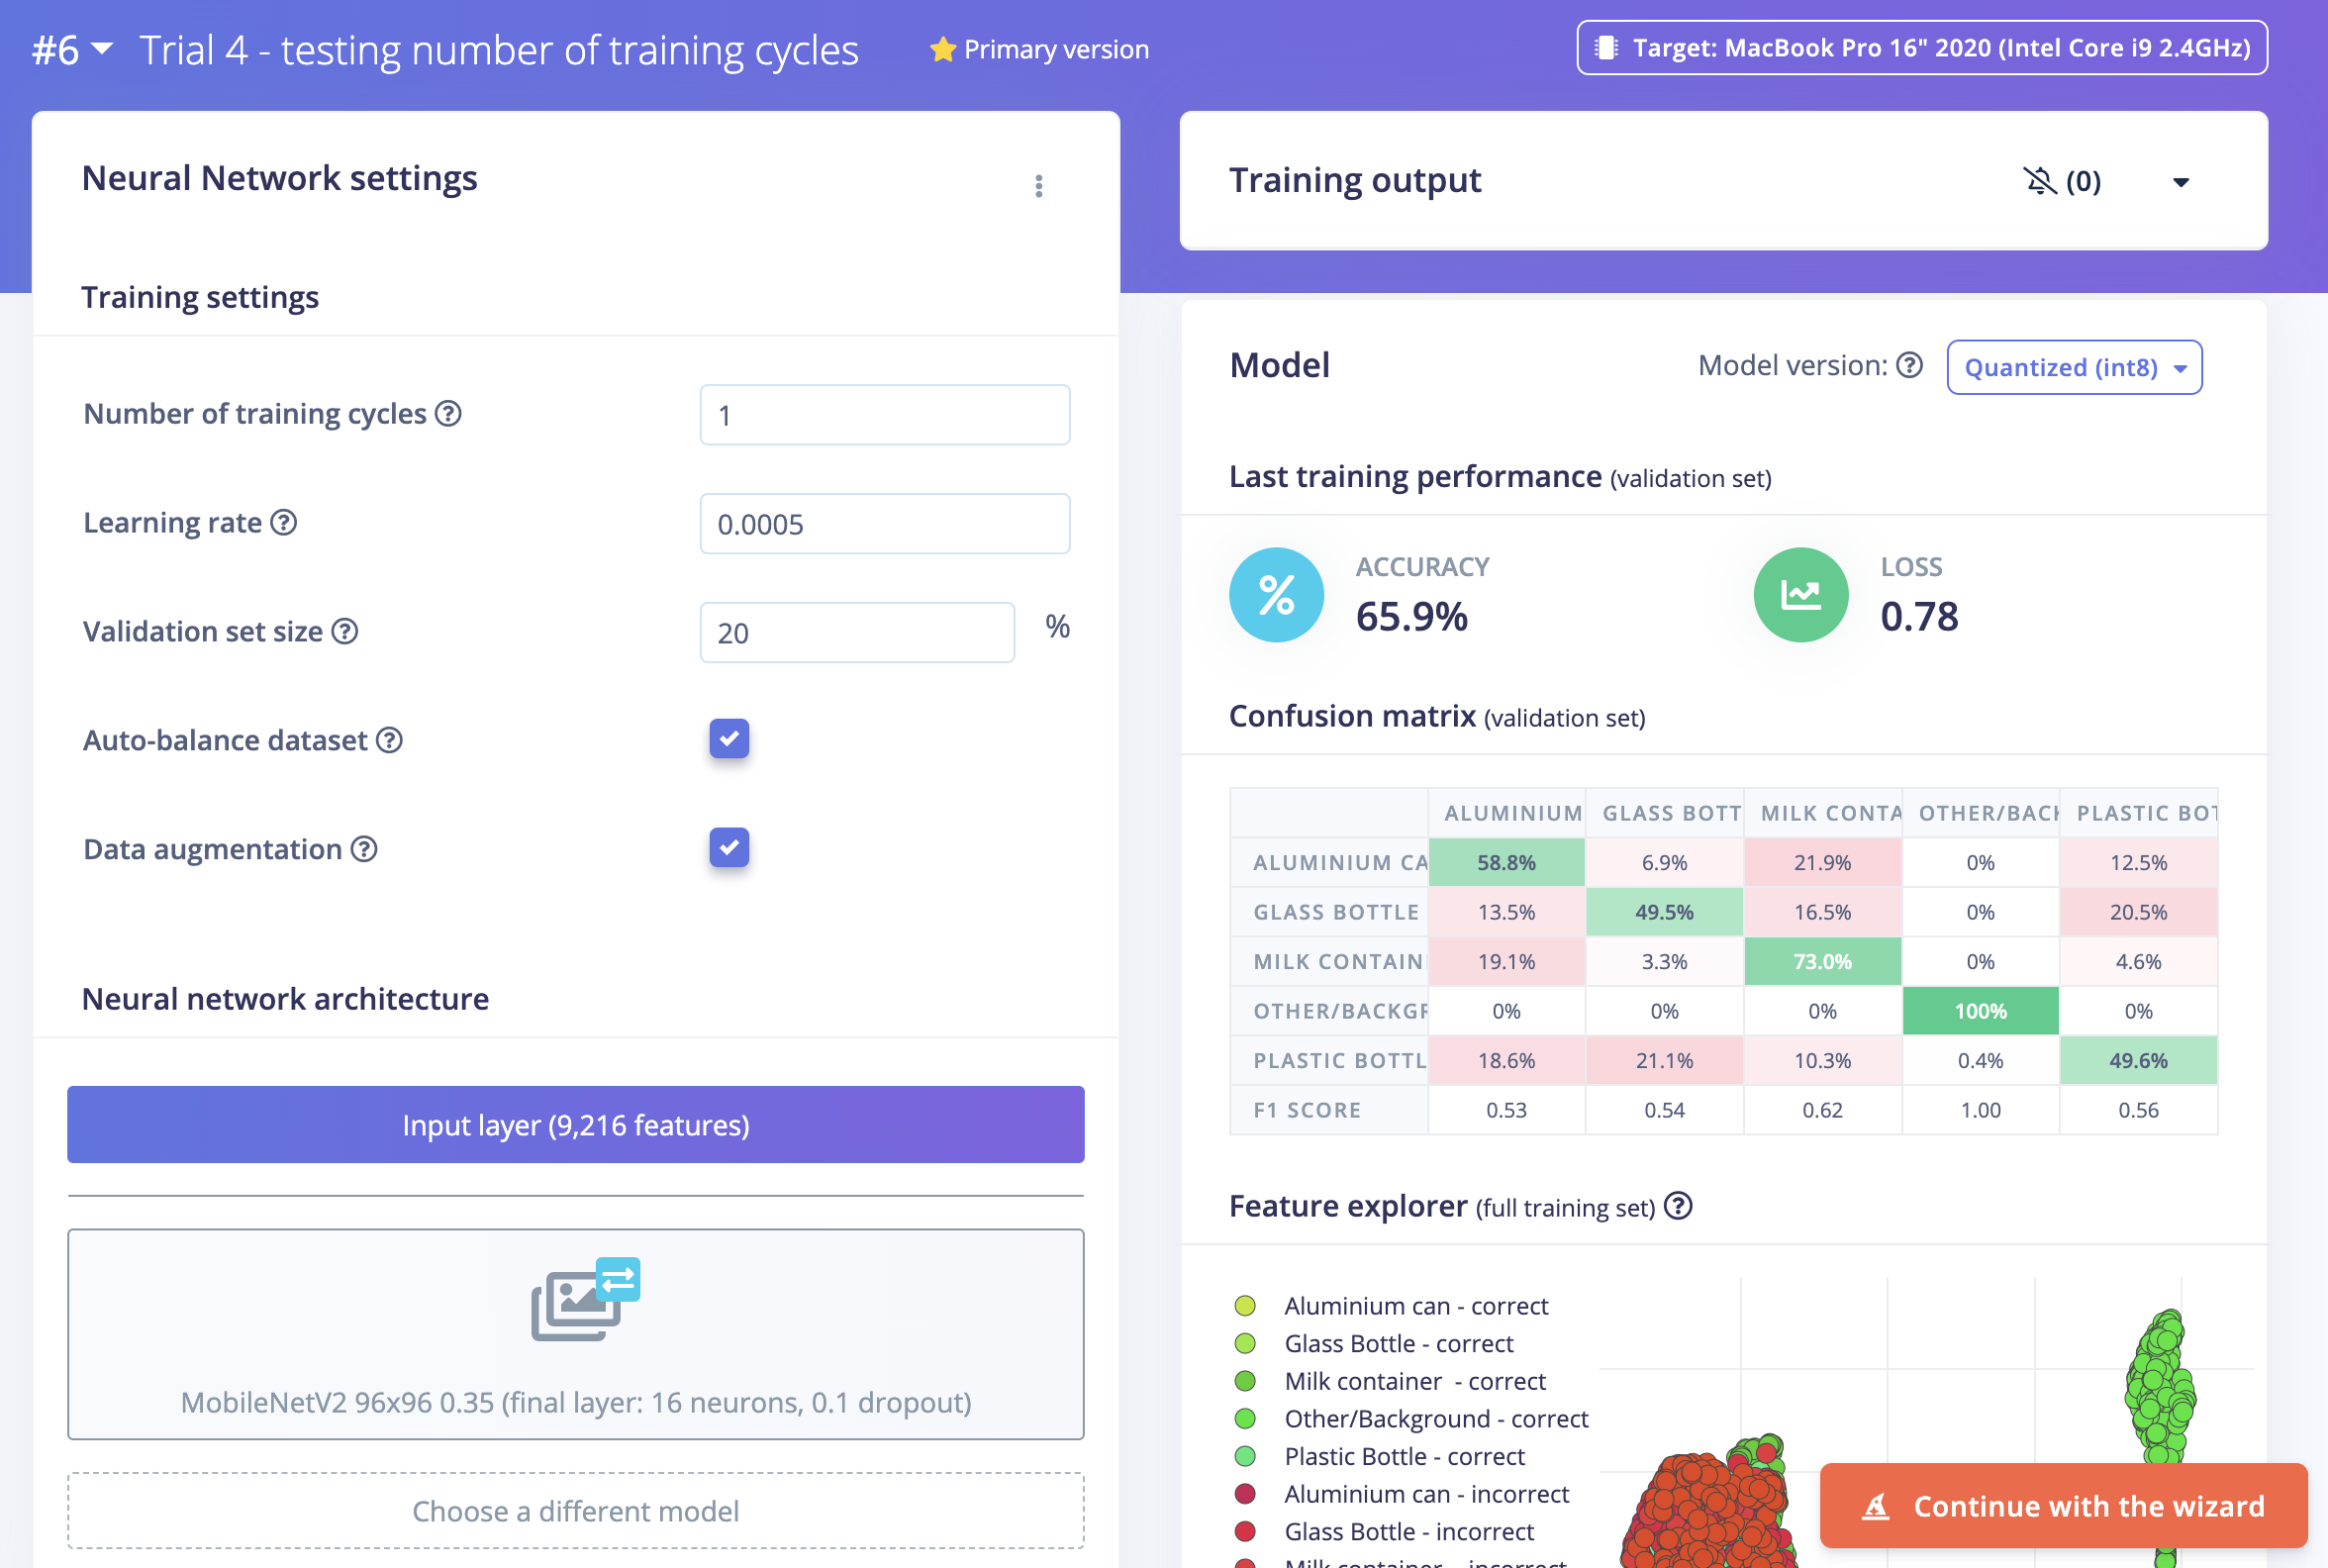 #6 Trial 4 - testing number of training cycles Primary version Target: MacBook Pro 16" 2020 (Intel Core i9 2.4GHz)
Neural Network settings
Training settings
Number of training cycles ? 1
Learning rate ? 0.0005
Validation set size ? 20 %
Auto-balance dataset ?
Data augmentation ?
Neural network architecture
Input layer (9,216 features)
MobileNetV2 96x96 0.35 (final layer: 16 neurons, 0.1 dropout)
Choose a different model
Training output (0)
Model Model version: ? Quantized (int8)
Last training performance (validation set)
% ACCURACY 65.9% LOSS 0.78
Confusion matrix (validation set)
ALUMINIUM GLASS BOTT MILK CONTA OTHER/BACK PLASTIC BOT
ALUMINIUM CA 58.8% 6.9% 21.9% 0% 12.5%
GLASS BOTTLE 13.5% 49.5% 16.5% 0% 20.5%
MILK CONTAIN 19.1% 3.3% 73.0% 0% 4.6%
OTHER/BACKGR 0% 0% 0% 100% 0%
PLASTIC BOTTL 18.6% 21.1% 10.3% 0.4% 49.6%
F1 SCORE 0.53 0.54 0.62 1.00 0.56
Feature explorer (full training set) ?
Aluminium can - correct
Glass Bottle - correct
Milk container - correct
Other/Background - correct
Plastic Bottle - correct
Aluminium can - incorrect
Glass Bottle - incorrect
Milk container - incorrect
Continue with the wizard